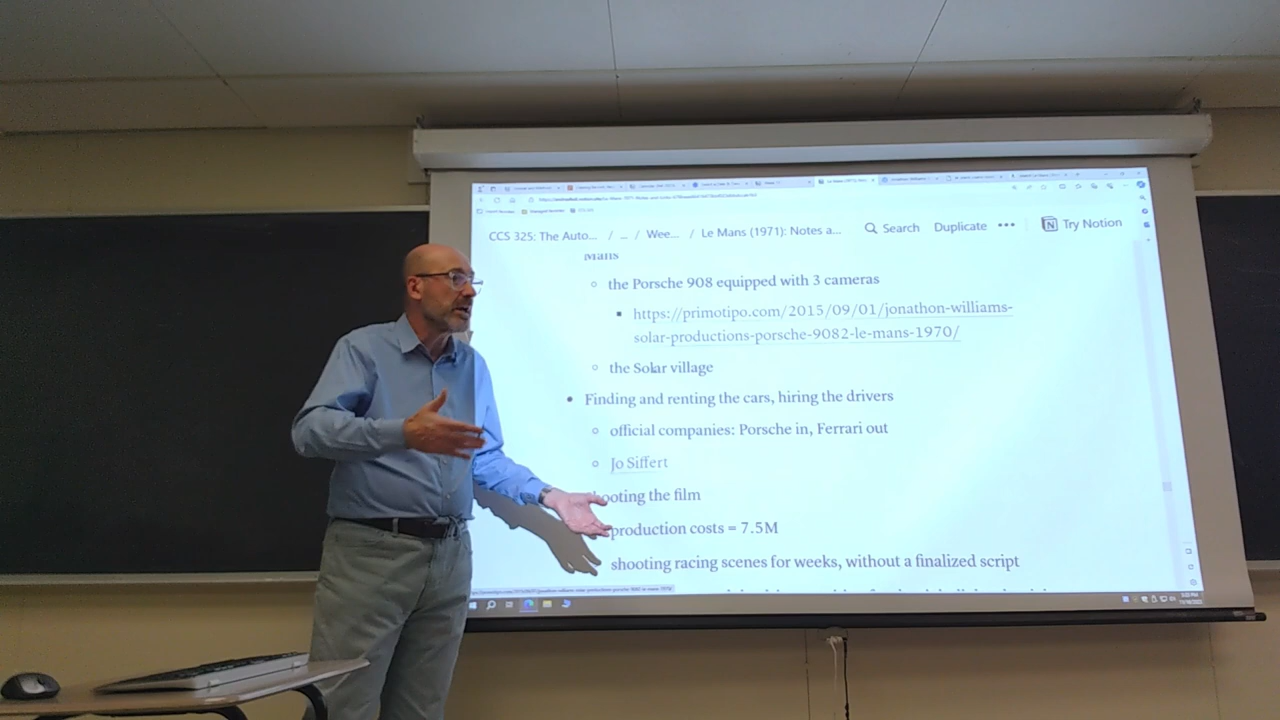 CCS 325: The Auto... / ... / Wee... / Le Mans (1971): Notes a... Search Duplicate ••• Try Notion
Mans
the Porsche 908 equipped with 3 cameras
https://primotipo.com/2015/09/01/jonathon-williams-
solar-productions-porsche-9082-le-mans-1970/
the Solar village
Finding and renting the cars, hiring the drivers
official companies: Porsche in, Ferrari out
Jo Siffert
hooting the film
production costs = 7.5M
shooting racing scenes for weeks, without a finalized script